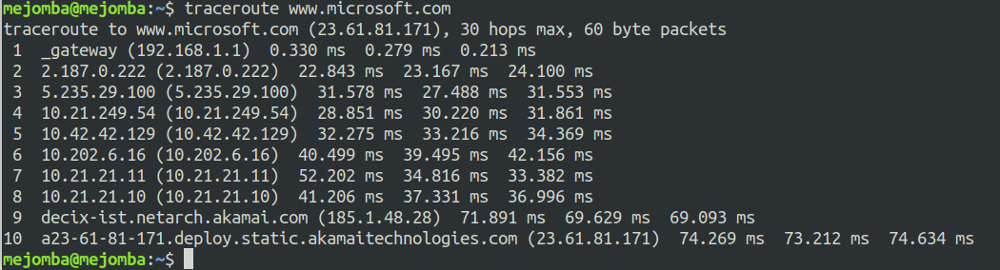 mejomba@mejomba:~$ traceroute www.microsoft.com
traceroute to www.microsoft.com (23.61.81.171), 30 hops max, 60 byte packets
 1  _gateway (192.168.1.1)  0.330 ms  0.279 ms  0.213 ms
 2  2.187.0.222 (2.187.0.222)  22.843 ms  23.167 ms  24.100 ms
 3  5.235.29.100 (5.235.29.100)  31.578 ms  27.488 ms  31.553 ms
 4  10.21.249.54 (10.21.249.54)  28.851 ms  30.220 ms  31.861 ms
 5  10.42.42.129 (10.42.42.129)  32.275 ms  33.216 ms  34.369 ms
 6  10.202.6.16 (10.202.6.16)  40.499 ms  39.495 ms  42.156 ms
 7  10.21.21.11 (10.21.21.11)  52.202 ms  34.816 ms  33.382 ms
 8  10.21.21.10 (10.21.21.10)  41.206 ms  37.331 ms  36.996 ms
 9  decix-ist.netarch.akamai.com (185.1.48.28)  71.891 ms  69.629 ms  69.093 ms
10  a23-61-81-171.deploy.static.akamaitechnologies.com (23.61.81.171)  74.269 ms  73.212 ms  74.634 ms
mejomba@mejomba:~$